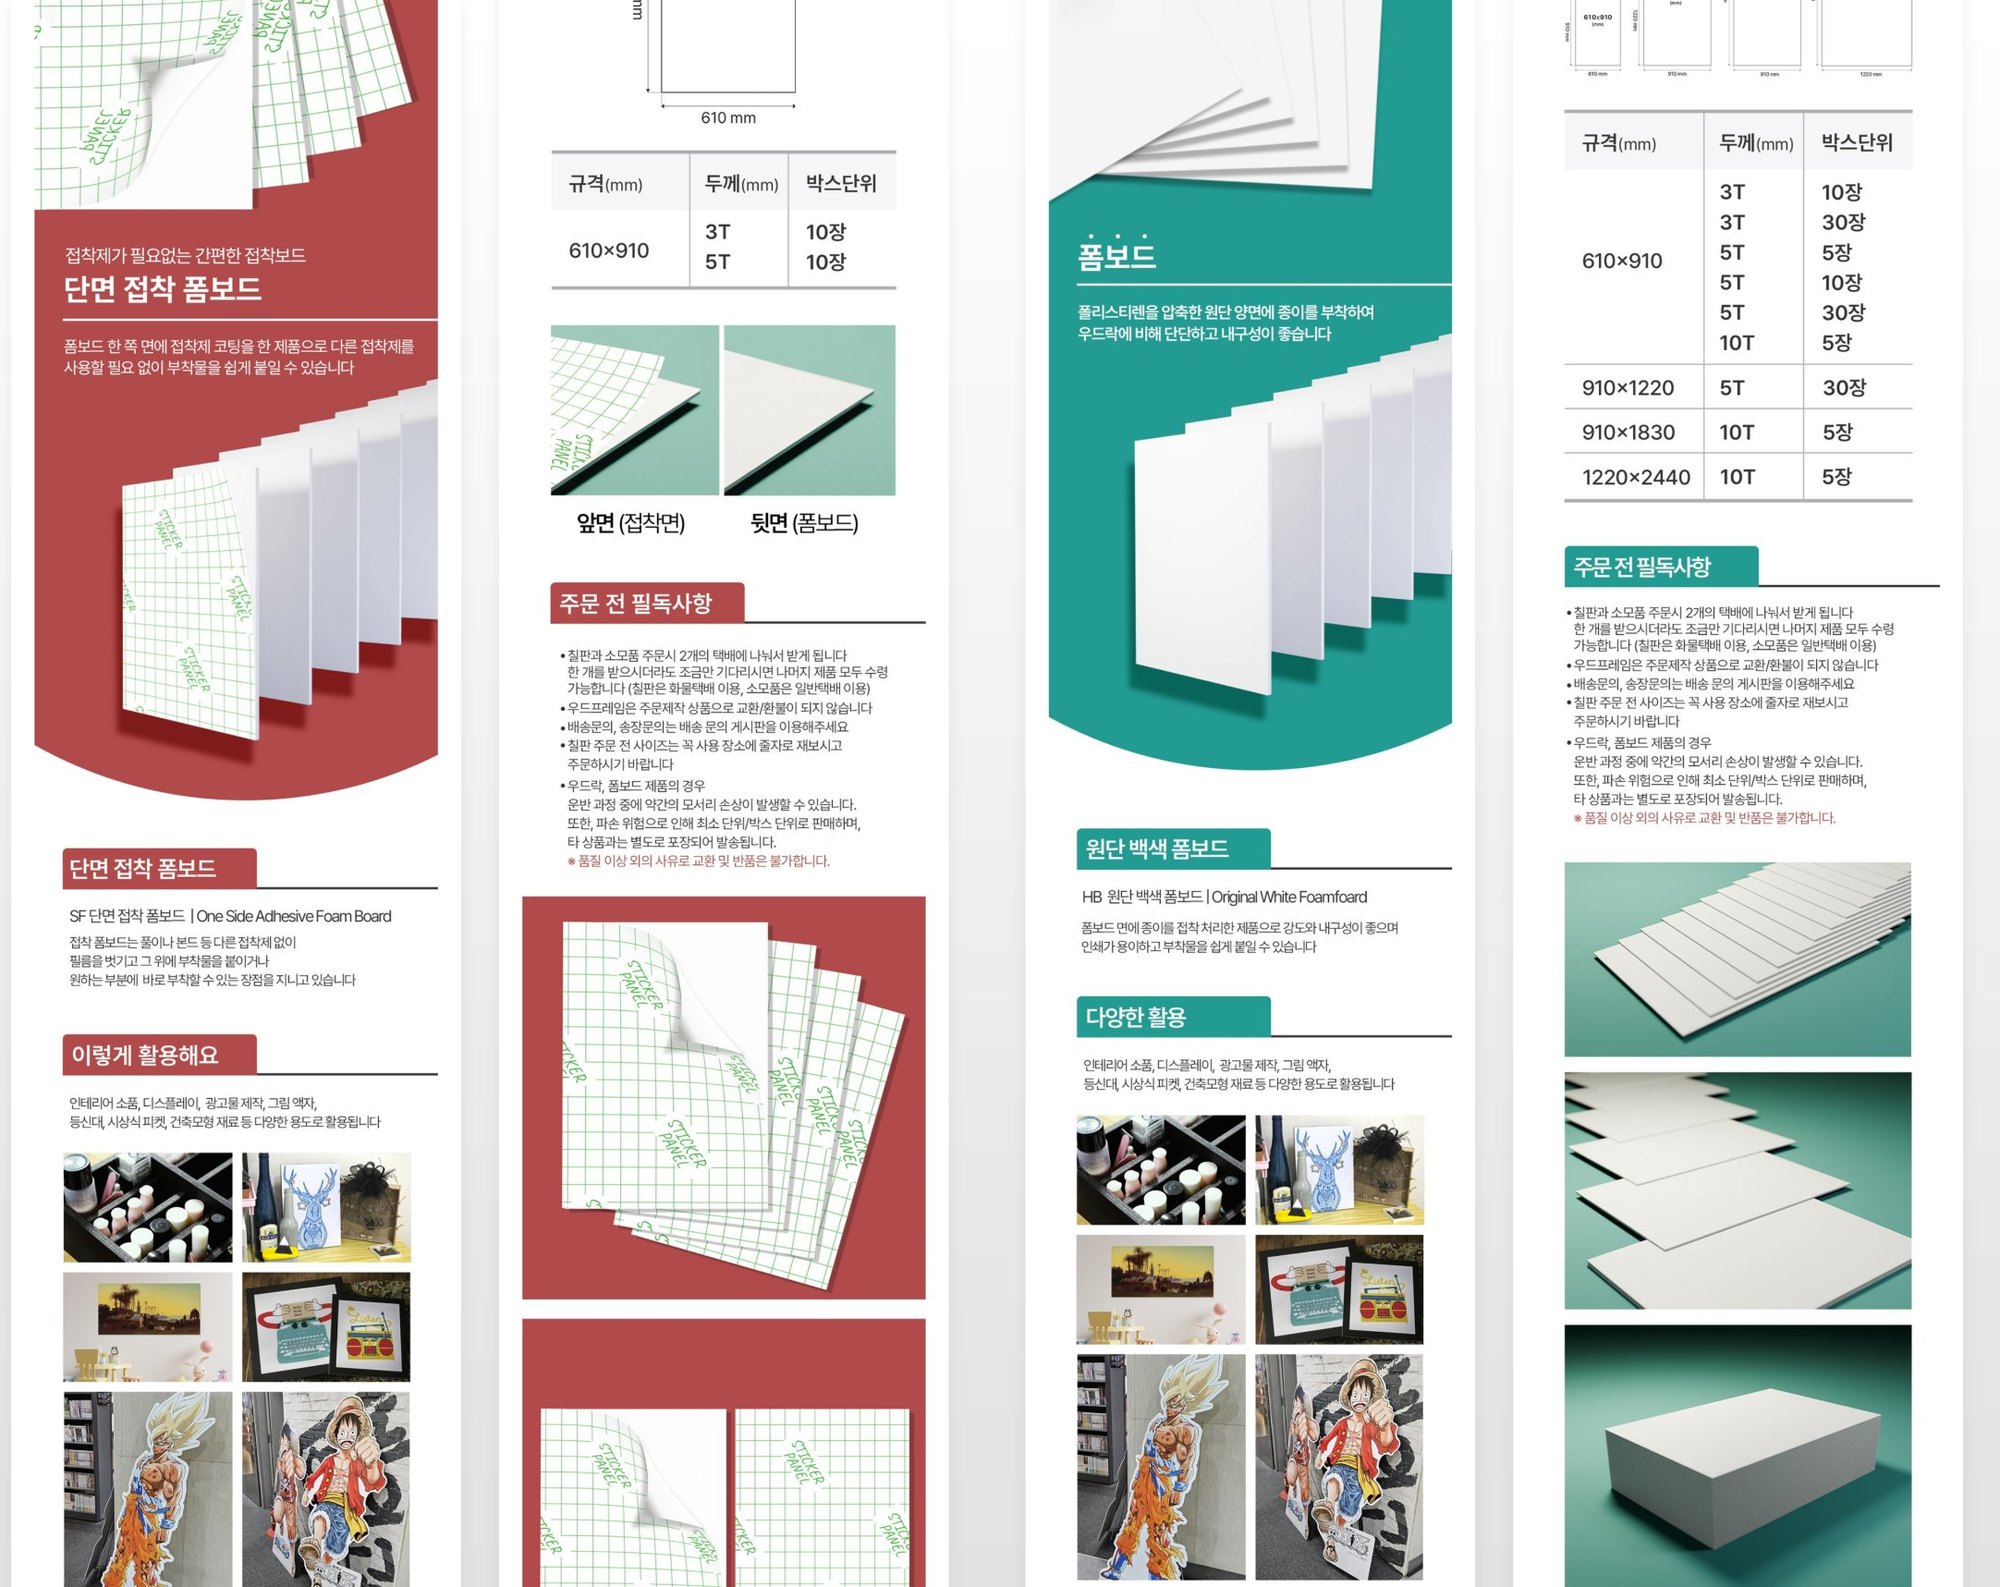 STICKER
PANEL
접착제가 필요없는 간편한 접착보드
단면 접착 폼보드
폼보드 한 쪽 면에 접착제 코팅을 한 제품으로 다른 접착제를
사용할 필요 없이 부착물을 쉽게 붙일 수 있습니다
STICKER
PANEL
STICKER
PANEL
STICKER
PANEL
단면 접착 폼보드
SF 단면 접착 폼보드 | One Side Adhesive Foam Board
접착 폼보드는 풀이나 본드 등 다른 접착제 없이
필름을 벗기고 그 위에 부착물을 붙이거나
원하는 부분에 바로 부착할 수 있는 장점을 지니고 있습니다
이렇게 활용해요
인테리어 소품, 디스플레이, 광고물 제작, 그림 액자,
등신대, 시상식 피켓, 건축모형 재료 등 다양한 용도로 활용됩니다
Listen
mm
610 mm
규격(mm) 두께(mm) 박스단위
610×910
3T 10장
5T 10장
STICKER
PANEL
앞면 (접착면) 뒷면 (폼보드)
주문 전 필독사항
• 칠판과 소모품 주문시 2개의 택배에 나눠서 받게 됩니다
한 개를 받으시더라도 조금만 기다리시면 나머지 제품 모두 수령
가능합니다 (칠판은 화물택배 이용, 소모품은 일반택배 이용)
• 우드프레임은 주문제작 상품으로 교환/환불이 되지 않습니다
• 배송문의, 송장문의는 배송 문의 게시판을 이용해주세요
• 칠판 주문 전 사이즈는 꼭 사용 장소에 줄자로 재보시고
주문하시기 바랍니다
• 우드락, 폼보드 제품의 경우
운반 과정 중에 약간의 모서리 손상이 발생할 수 있습니다.
또한, 파손 위험으로 인해 최소 단위/박스 단위로 판매하며,
타 상품과는 별도로 포장되어 발송됩니다.
※ 품질 이상 외의 사유로 교환 및 반품은 불가합니다.
STICKER
PANEL
STICKER
PANEL
STICKER
PANEL
STICKER
PANEL
STICKER
PANEL
STICKER
PANEL
STICKER
PANEL
폼보드
폴리스티렌을 압축한 원단 양면에 종이를 부착하여
우드락에 비해 단단하고 내구성이 좋습니다
원단 백색 폼보드
HB 원단 백색 폼보드 | Original White Foamfoard
폼보드 면에 종이를 접착 처리한 제품으로 강도와 내구성이 좋으며
인쇄가 용이하고 부착물을 쉽게 붙일 수 있습니다
다양한 활용
인테리어 소품, 디스플레이, 광고물 제작, 그림 액자,
등신대, 시상식 피켓, 건축모형 재료 등 다양한 용도로 활용됩니다
Listen
610x910
(mm)
(mm)
910 mm
1220 mm
610 mm 910 mm 910 mm 1220 mm
규격(mm) 두께(mm) 박스단위
610×910
3T 10장
3T 30장
5T 5장
5T 10장
5T 30장
10T 5장
910×1220 5T 30장
910×1830 10T 5장
1220×2440 10T 5장
주문 전 필독사항
• 칠판과 소모품 주문시 2개의 택배에 나눠서 받게 됩니다
한 개를 받으시더라도 조금만 기다리시면 나머지 제품 모두 수령
가능합니다 (칠판은 화물택배 이용, 소모품은 일반택배 이용)
• 우드프레임은 주문제작 상품으로 교환/환불이 되지 않습니다
• 배송문의, 송장문의는 배송 문의 게시판을 이용해주세요
• 칠판 주문 전 사이즈는 꼭 사용 장소에 줄자로 재보시고
주문하시기 바랍니다
• 우드락, 폼보드 제품의 경우
운반 과정 중에 약간의 모서리 손상이 발생할 수 있습니다.
또한, 파손 위험으로 인해 최소 단위/박스 단위로 판매하며,
타 상품과는 별도로 포장되어 발송됩니다.
※ 품질 이상 외의 사유로 교환 및 반품은 불가합니다.